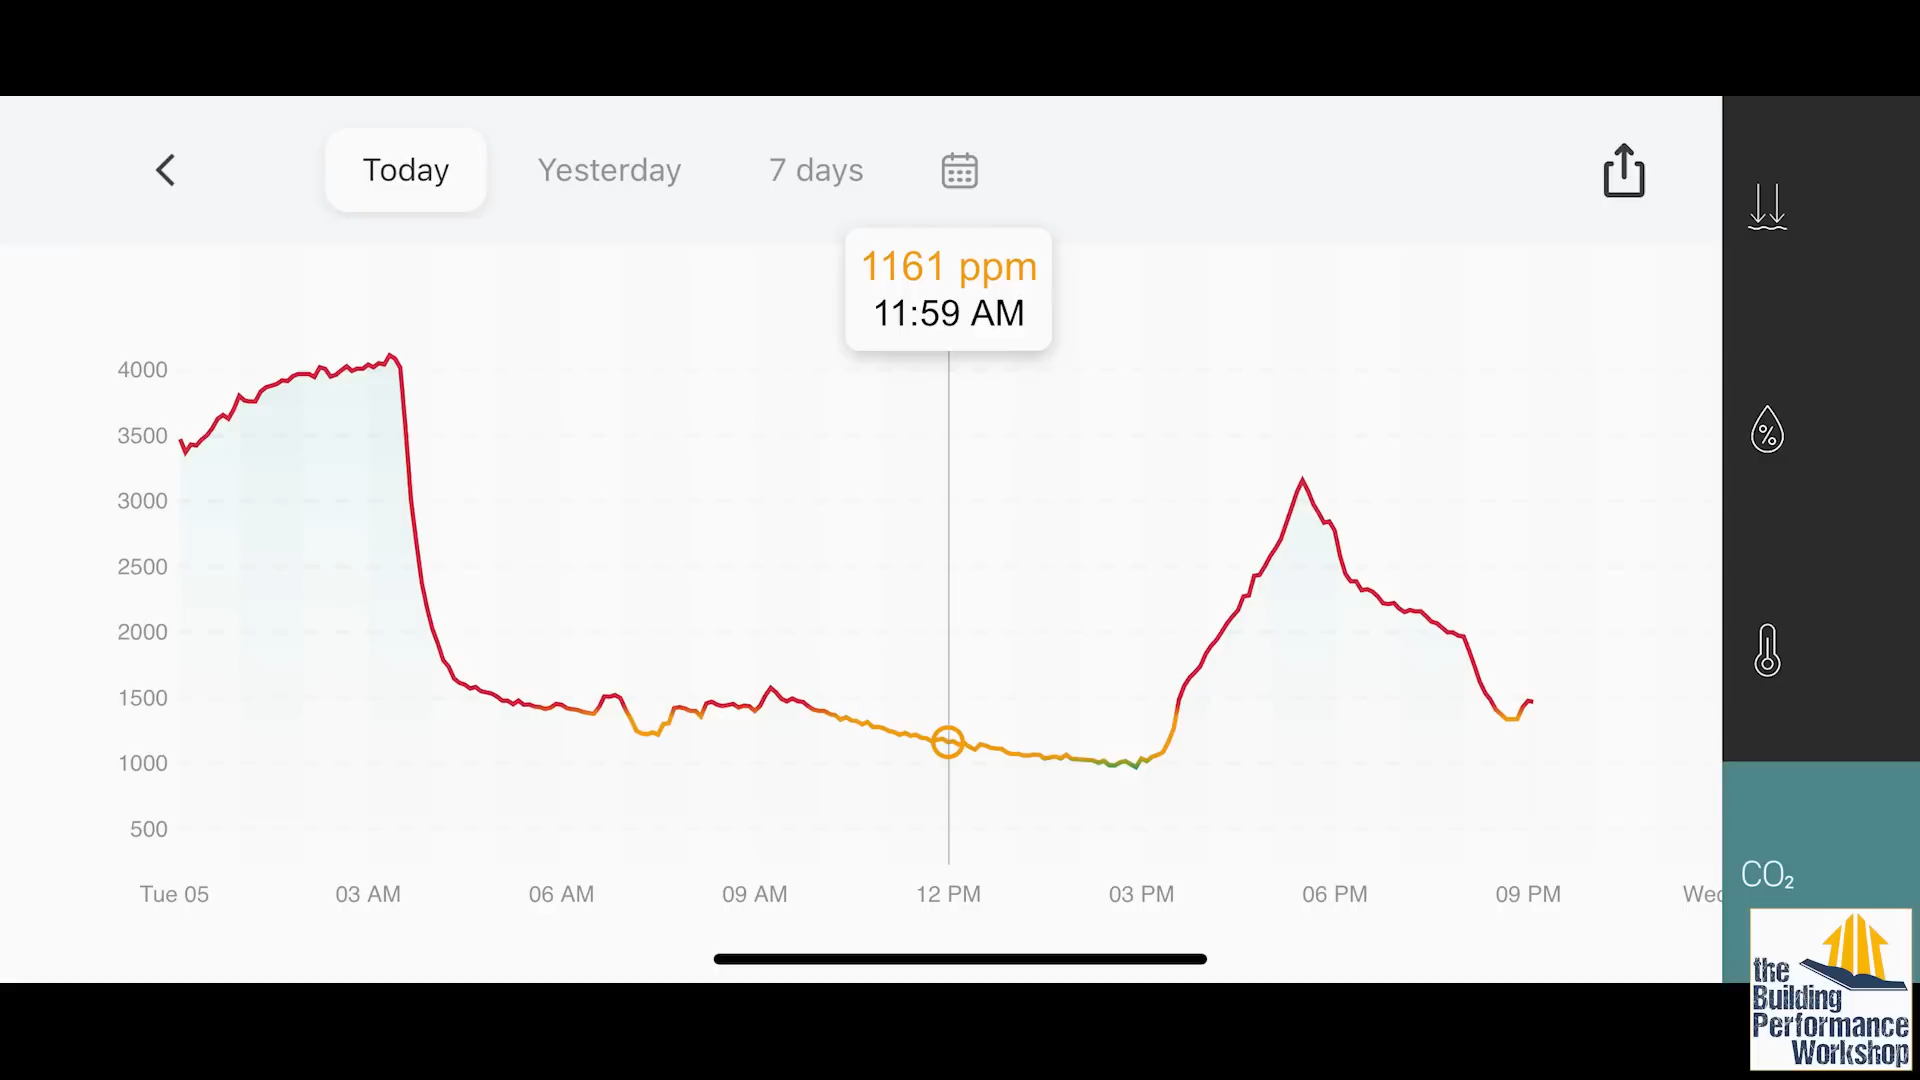 Today Yesterday 7 days
1161 ppm
11:59 AM
4000
3500
3000
2500
2000
1500
1000
500
Tue 05 03 AM 06 AM 09 AM 12 PM 03 PM 06 PM 09 PM Wed
%
CO₂
the
Building
Performance
Workshop